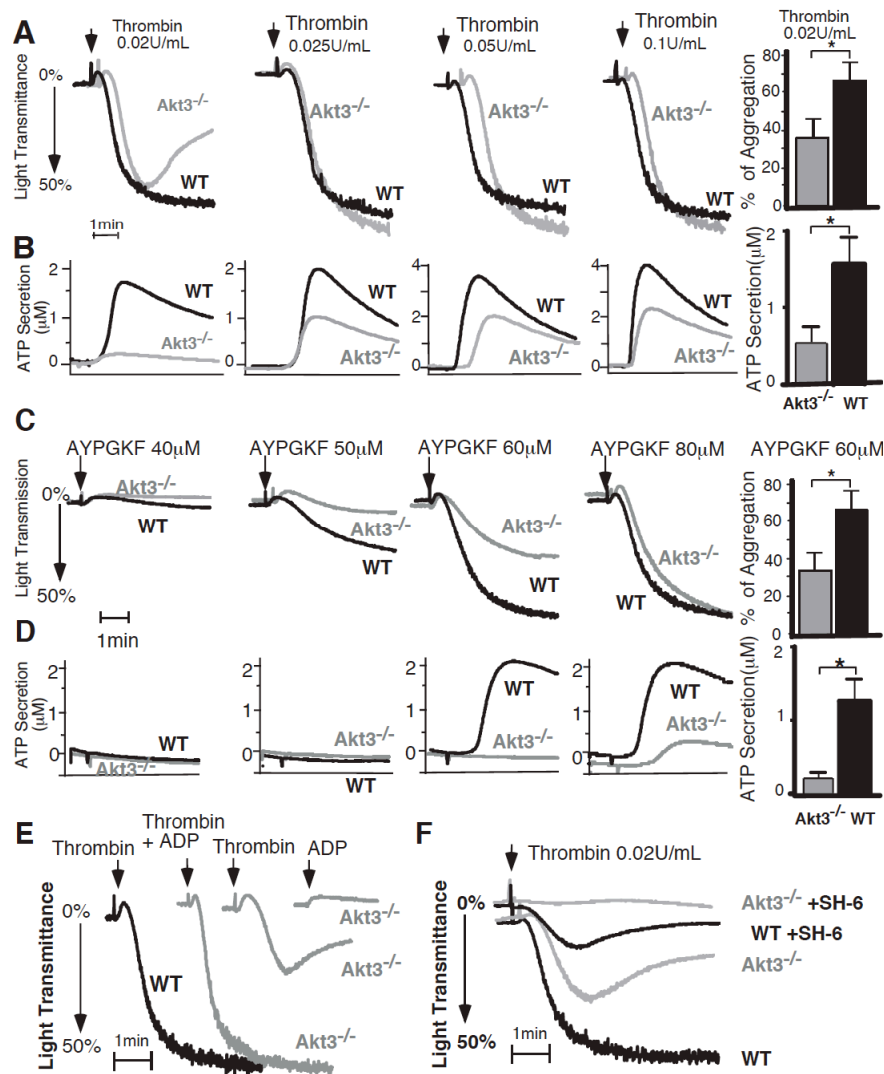 A
Thrombin
0.02U/mL
Thrombin
0.025U/mL
Thrombin
0.05U/mL
Thrombin
0.1U/mL
Thrombin
0.02U/mL
Light Transmittance
0%
50%
Akt3-/-
WT
1min
Akt3-/-
WT
Akt3-/-
WT
Akt3-/-
WT
% of Aggregation
80
60
40
20
0
*
B
ATP Secretion
(μM)
2
1
0
WT
Akt3-/-
2
1
0
WT
Akt3-/-
4
2
0
WT
Akt3-/-
4
2
0
WT
Akt3-/-
ATP Secretion(μM)
2
1
0
*
Akt3-/- WT
C
AYPGKF 40μM
AYPGKF 50μM
AYPGKF 60μM
AYPGKF 80μM
AYPGKF 60μM
Light Transmission
0%
50%
Akt3-/-
WT
1min
Akt3-/-
WT
Akt3-/-
WT
Akt3-/-
WT
% of Aggregation
80
60
40
20
0
*
D
ATP Secretion
(μM)
2
1
0
WT
Akt3-/-
2
1
0
Akt3-/-
WT
2
1
0
WT
Akt3-/-
2
1
0
WT
Akt3-/-
ATP Secretion(μM)
2
1
0
*
Akt3-/- WT
E
Thrombin
Thrombin
+ ADP
Thrombin
ADP
Light Transmittance
0%
50%
1min
WT
Akt3-/-
Akt3-/-
Akt3-/-
F
Thrombin 0.02U/mL
Light Transmittance
0%
50%
1min
Akt3-/- +SH-6
WT +SH-6
Akt3-/-
WT